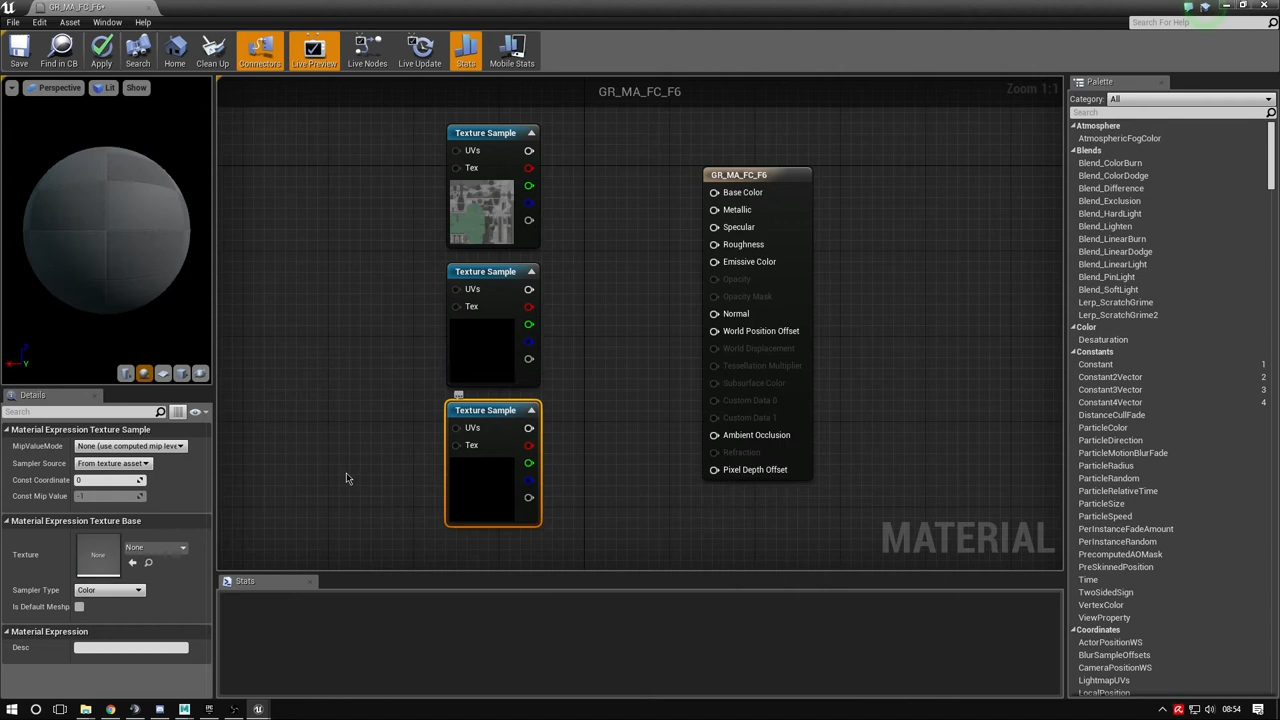 GR_MA_FC_F6*
File Edit Asset Window Help
Search For Help
Save Find in CB Apply Search Home Clean Up Connectors Live Preview Live Nodes Live Update Stats Mobile Stats
Perspective Lit Show
GR_MA_FC_F6
Zoom 1:1
Palette
Category: All
Search
Atmosphere
AtmosphericFogColor
Blends
Blend_ColorBurn
Blend_ColorDodge
Blend_Difference
Blend_Exclusion
Blend_HardLight
Blend_Lighten
Blend_LinearBurn
Blend_LinearDodge
Blend_LinearLight
Blend_PinLight
Blend_SoftLight
Lerp_ScratchGrime
Lerp_ScratchGrime2
Color
Desaturation
Constants
Constant 1
Constant2Vector 2
Constant3Vector 3
Constant4Vector 4
DistanceCullFade
ParticleColor
ParticleDirection
ParticleMotionBlurFade
ParticleRadius
ParticleRandom
ParticleRelativeTime
ParticleSize
ParticleSpeed
PerInstanceFadeAmount
PerInstanceRandom
PrecomputedAOMask
PreSkinnedPosition
Time
TwoSidedSign
VertexColor
ViewProperty
Coordinates
ActorPositionWS
BlurSampleOffsets
CameraPositionWS
LightmapUVs
LocalPosition
Texture Sample
UVs
Tex
Texture Sample
UVs
Tex
Texture Sample
UVs
Tex
GR_MA_FC_F6
Base Color
Metallic
Specular
Roughness
Emissive Color
Opacity
Opacity Mask
Normal
World Position Offset
World Displacement
Tessellation Multiplier
Subsurface Color
Custom Data 0
Custom Data 1
Ambient Occlusion
Refraction
Pixel Depth Offset
MATERIAL
Z
Y
Details
Search
Material Expression Texture Sample
MipValueMode None (use computed mip leve
Sampler Source From texture asset
Const Coordinate 0
Const Mip Value -1
Material Expression Texture Base
Texture None None
Sampler Type Color
Is Default Meshp
Material Expression
Desc
Stats
08:54